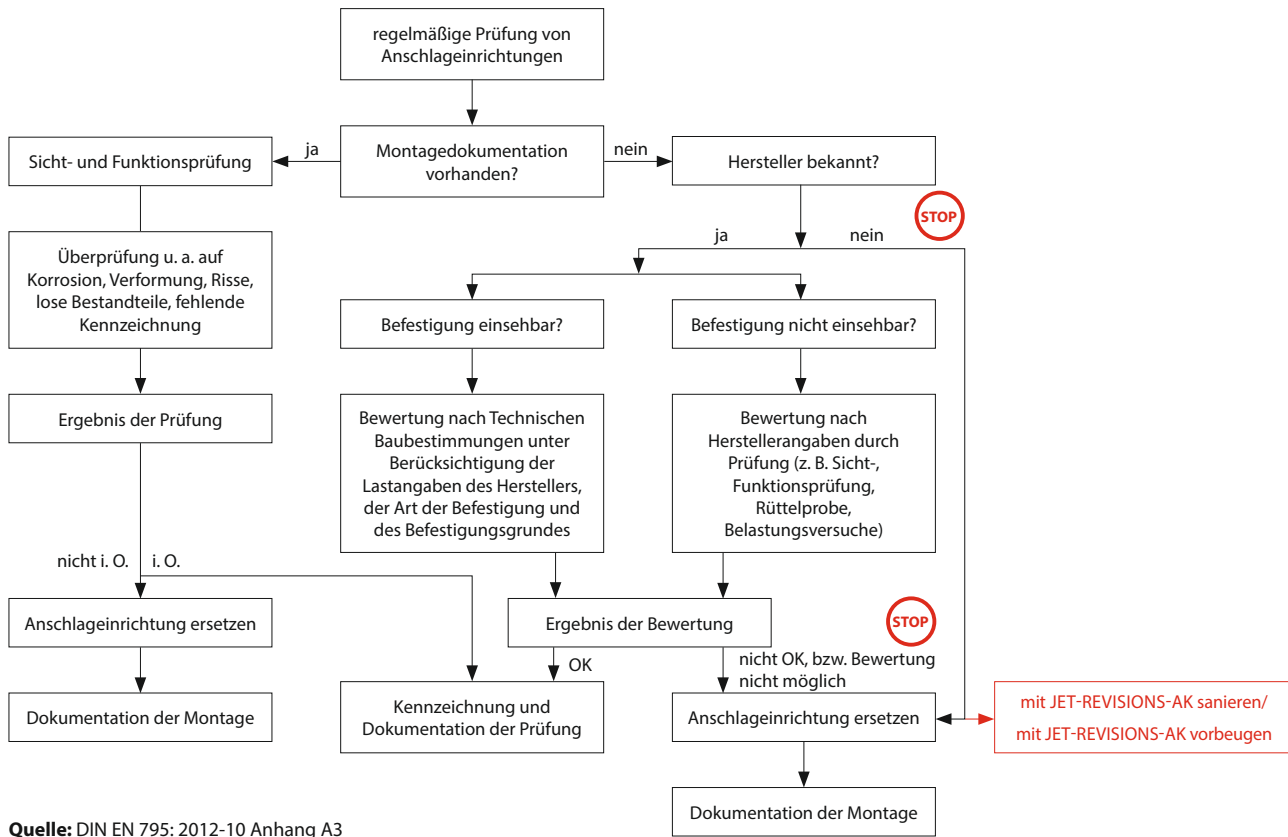 regelmäßige Prüfung von
Anschlageinrichtungen
Sicht- und Funktionsprüfung
ja
Montagedokumentation
vorhanden?
nein
Hersteller bekannt?
STOP
ja
nein
Überprüfung u. a. auf
Korrosion, Verformung, Risse,
lose Bestandteile, fehlende
Kennzeichnung
Befestigung einsehbar?
Befestigung nicht einsehbar?
Ergebnis der Prüfung
Bewertung nach Technischen
Baubestimmungen unter
Berücksichtigung der
Lastangaben des Herstellers,
der Art der Befestigung und
des Befestigungsgrundes
Bewertung nach
Herstellerangaben durch
Prüfung (z. B. Sicht-,
Funktionsprüfung,
Rüttelprobe,
Belastungsversuche)
nicht i. O.
i. O.
Anschlageinrichtung ersetzen
Ergebnis der Bewertung
STOP
OK
nicht OK, bzw. Bewertung
nicht möglich
Dokumentation der Montage
Kennzeichnung und
Dokumentation der Prüfung
Anschlageinrichtung ersetzen
mit JET-REVISIONS-AK sanieren/
mit JET-REVISIONS-AK vorbeugen
Dokumentation der Montage
Quelle: DIN EN 795: 2012-10 Anhang A3